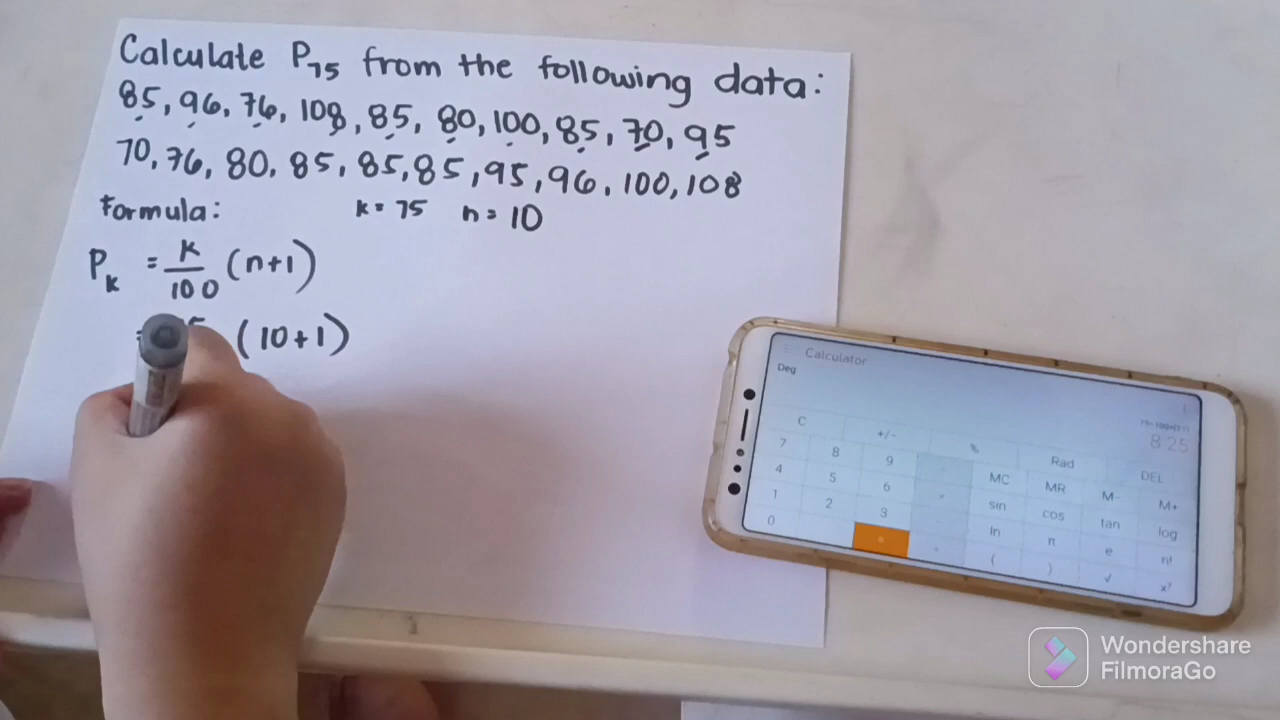 Calculate P75 from the following data:
85, 96, 76, 108, 85, 80, 100, 85, 70, 95
70, 76, 80, 85, 85, 85, 95, 96, 100, 108
Formula: k = 75 n = 10
Pk = k/100 (n+1)
= (10+1)
Calculator
Deg
8.25
C +/- % Rad DEL
7 8 9 MC MR M- M+
4 5 6 sin cos tan log
1 2 3 ln π e n!
0 ( ) √
Wondershare
FilmoraGo